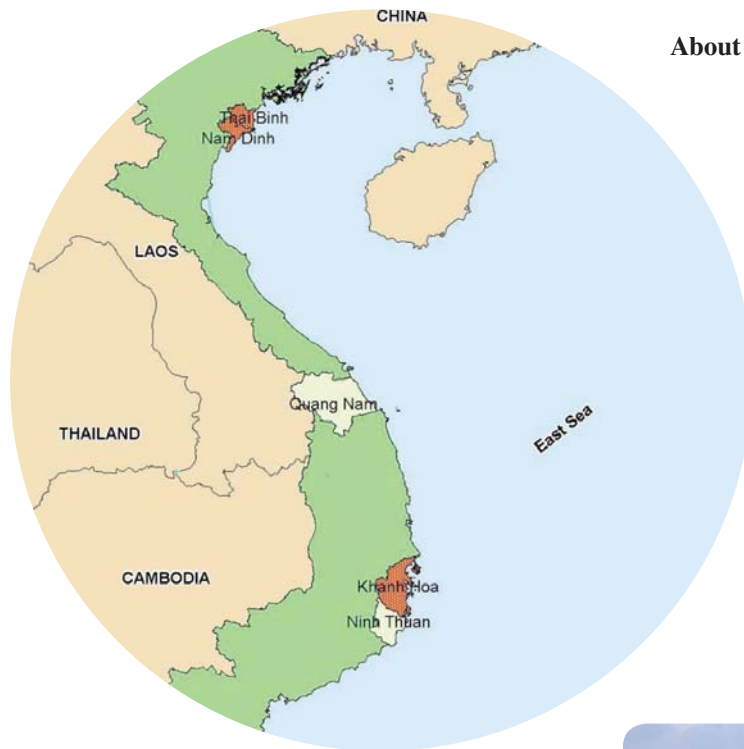 CHINA
About
Thai Binh
Nam Dinh
LAOS
Quang Nam
THAILAND
East Sea
CAMBODIA
Khanh Hoa
Ninh Thuan